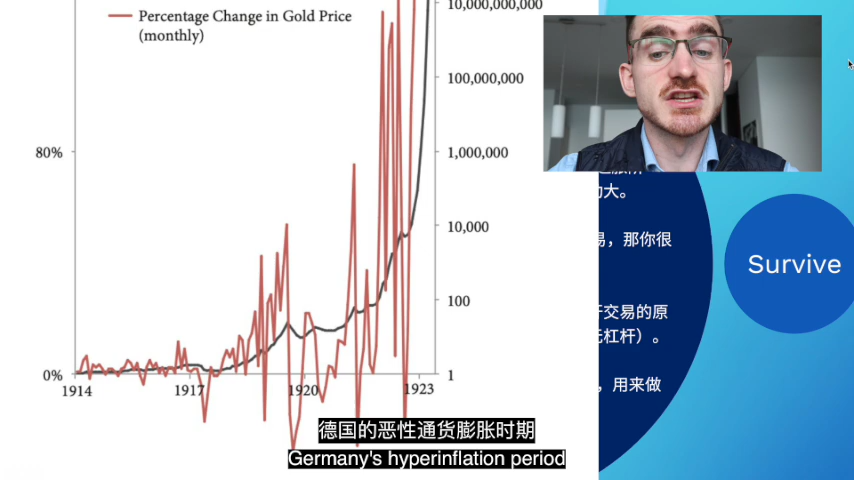 Percentage Change in Gold Price
(monthly)
10,000,000,000
100,000,000
80%
1,000,000
10,000
100
0%
1
1914
1917
1920
1923
大。
易，那你很
交易的原
杠杆）。
，用来做
Survive
德国的恶性通货膨胀时期
Germany's hyperinflation period